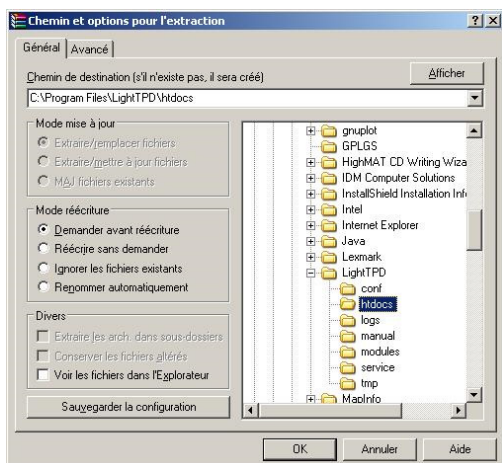 Chemin et options pour l'extraction
Général
Avancé
Chemin de destination (s'il n'existe pas, il sera créé)
Afficher
C:\Program Files\LightTPD\htdocs
Mode mise à jour
Extraire/remplacer fichiers
Extraire/mettre à jour fichiers
MAJ fichiers existants
Mode réécriture
Demander avant réécriture
Réécrire sans demander
Ignorer les fichiers existants
Renommer automatiquement
Divers
Extraire les arch. dans sous-dossiers
Conserver les fichiers altérés
Voir les fichiers dans l'Explorateur
Sauvegarder la configuration
gnuplot
GPLGS
HighMAT CD Writing Wiza
IDM Computer Solutions
InstallShield Installation Inf
Intel
Internet Explorer
Java
Lexmark
LightTPD
conf
htdocs
logs
manual
modules
service
tmp
MapInfo
OK
Annuler
Aide